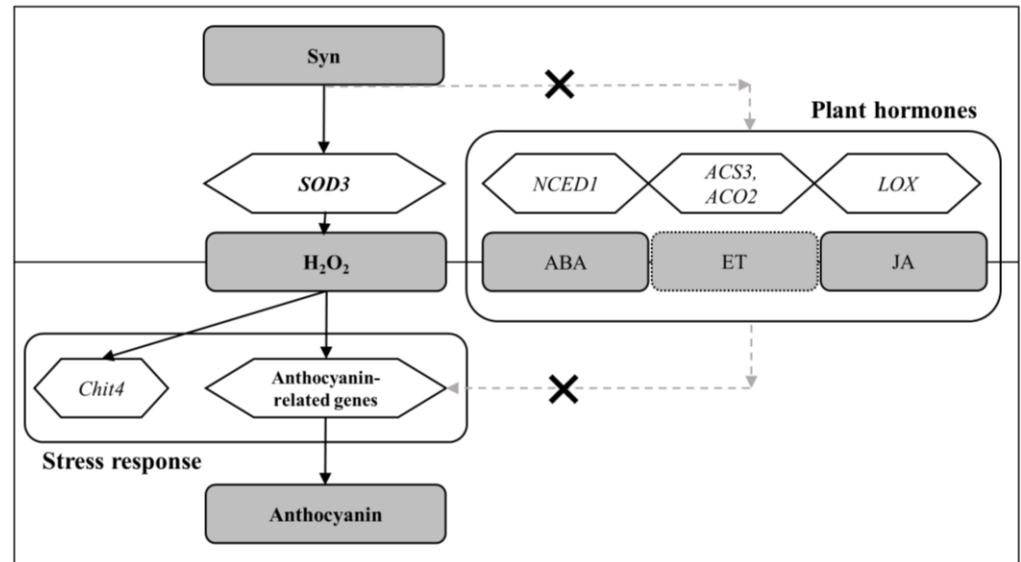 Syn
Plant hormones
SOD3
NCED1
ACS3,
ACO2
LOX
H₂O₂
ABA
ET
JA
Chit4
Anthocyanin-
related genes
Stress response
Anthocyanin